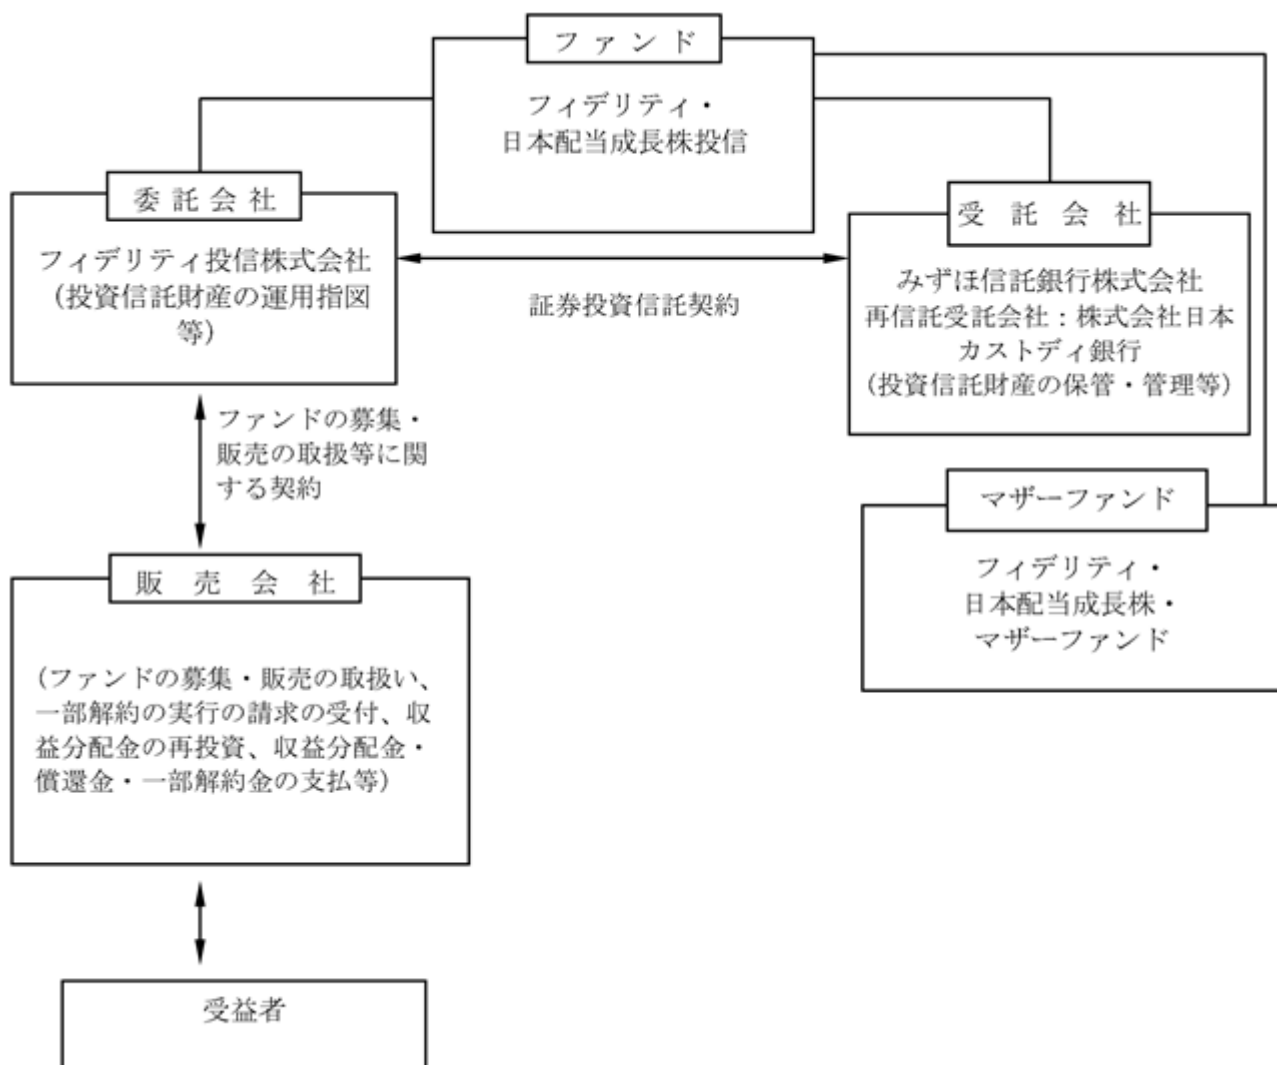 ファンド
フィデリティ・
日本配当成長株投信
委託会社
フィデリティ投信株式会社
(投資信託財産の運用指図
等)
証券投資信託契約
受託会社
みずほ信託銀行株式会社
再信託受託会社：株式会社日本
カストディ銀行
(投資信託財産の保管・管理等)
ファンドの募集・
販売の取扱等に関
する契約
マザーファンド
フィデリティ・
日本配当成長株・
マザーファンド
販売会社
(ファンドの募集・販売の取扱い、
一部解約の実行の請求の受付、収
益分配金の再投資、収益分配金・
償還金・一部解約金の支払等)
受益者